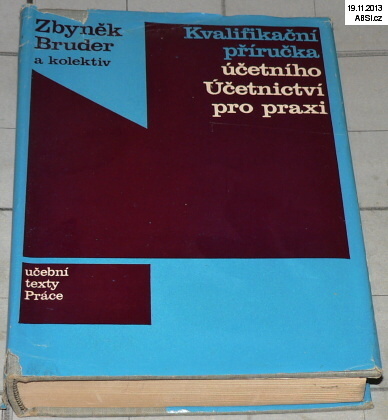 19.11.2013
ABSI.cz
Zbyněk
Bruder
a kolektiv
Kvalifikační
příručka
účetního
Účetnictví
pro praxi
učební
texty
Práce